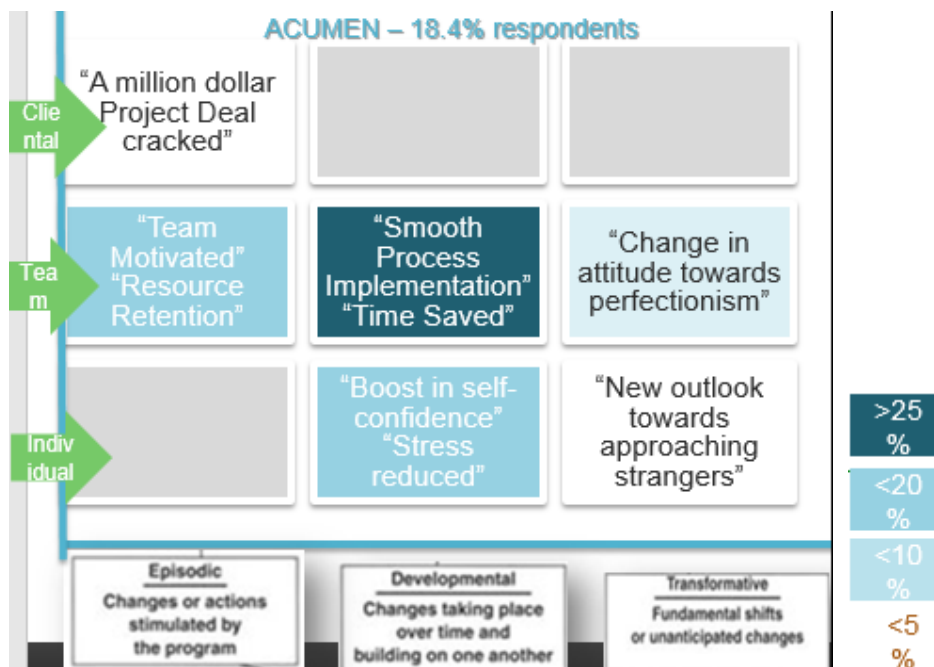 ACUMEN – 18.4% respondents
Clie
ntal
“A million dollar
Project Deal
cracked”
Tea
m
“Team
Motivated”
“Resource
Retention”
“Smooth
Process
Implementation”
“Time Saved”
“Change in
attitude towards
perfectionism”
Indiv
idual
“Boost in self-
confidence”
“Stress
reduced”
“New outlook
towards
approaching
strangers”
>25
%
<20
%
<10
%
<5
%
Episodic
Changes or actions
stimulated by
the program
Developmental
Changes taking place
over time and
building on one another
Transformative
Fundamental shifts
or unanticipated changes